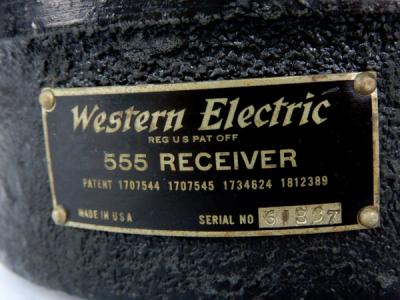 Western Electric
REG US PAT OFF
555 RECEIVER
PATENT 1707544 1707545 1734624 1812389
MADE IN USA SERIAL NO